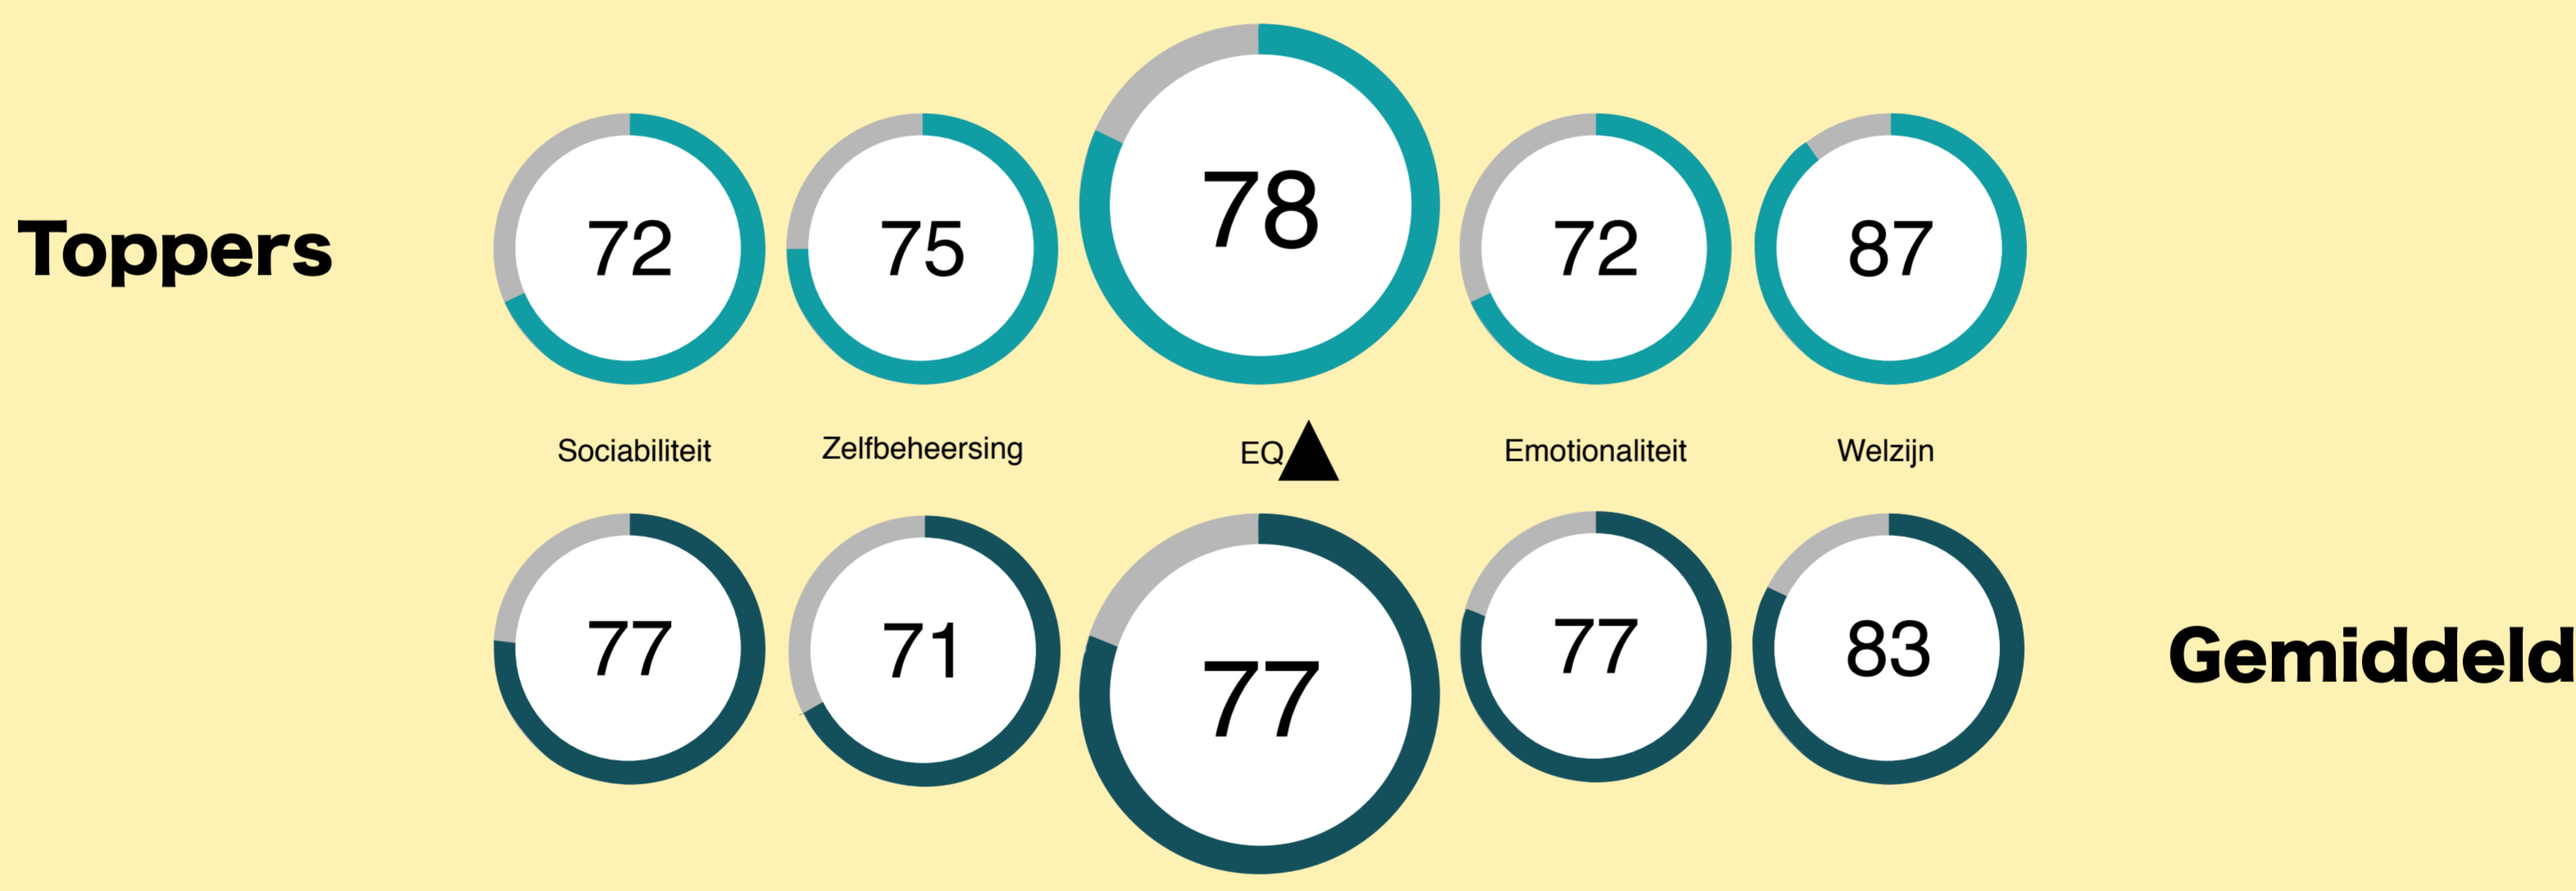 Toppers
72
75
78
72
87
Sociabiliteit
Zelfbeheersing
EQ
Emotionaliteit
Welzijn
77
71
77
77
83
Gemiddeld